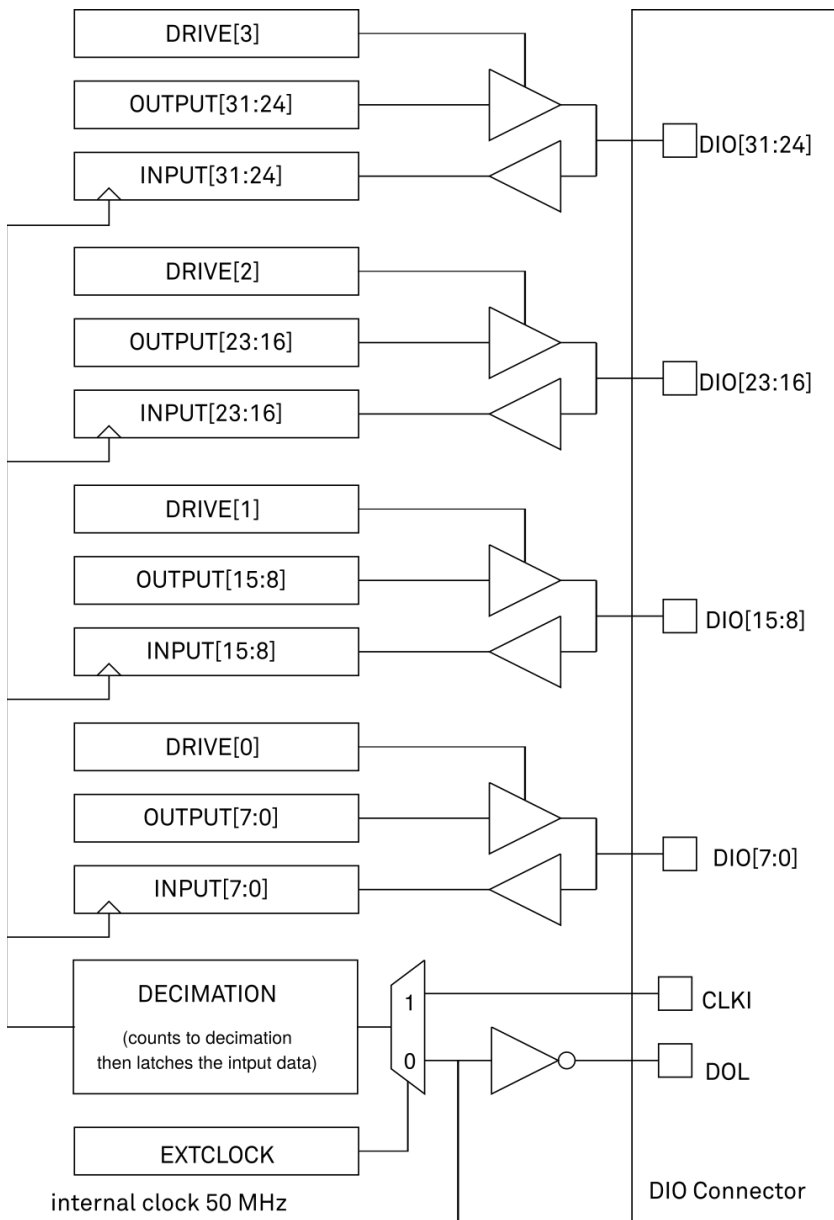 DRIVE[3]
OUTPUT[31:24]
INPUT[31:24]
DIO[31:24]
DRIVE[2]
OUTPUT[23:16]
INPUT[23:16]
DIO[23:16]
DRIVE[1]
OUTPUT[15:8]
INPUT[15:8]
DIO[15:8]
DRIVE[0]
OUTPUT[7:0]
INPUT[7:0]
DIO[7:0]
DECIMATION
(counts to decimation
then latches the intput data)
1
0
CLKI
DOL
EXTCLOCK
internal clock 50 MHz
DIO Connector